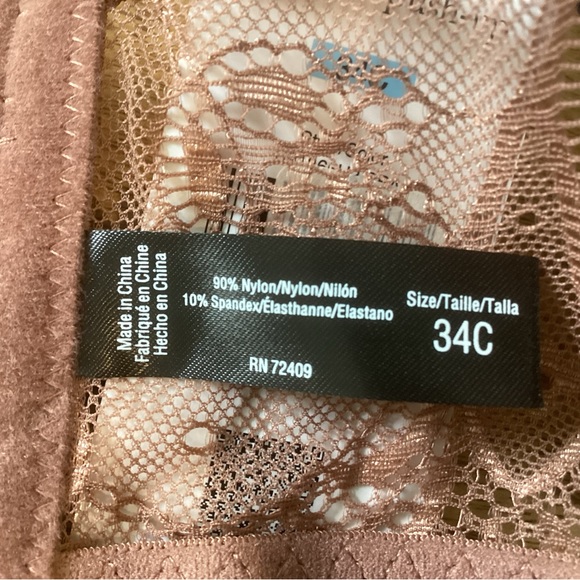 Made in China
Fabriqué en Chine
Hecho en China
90% Nylon/Nylon/Nilón
10% Spandex/Élasthanne/Elastano
RN 72409
Size/Taille/Talla
34C